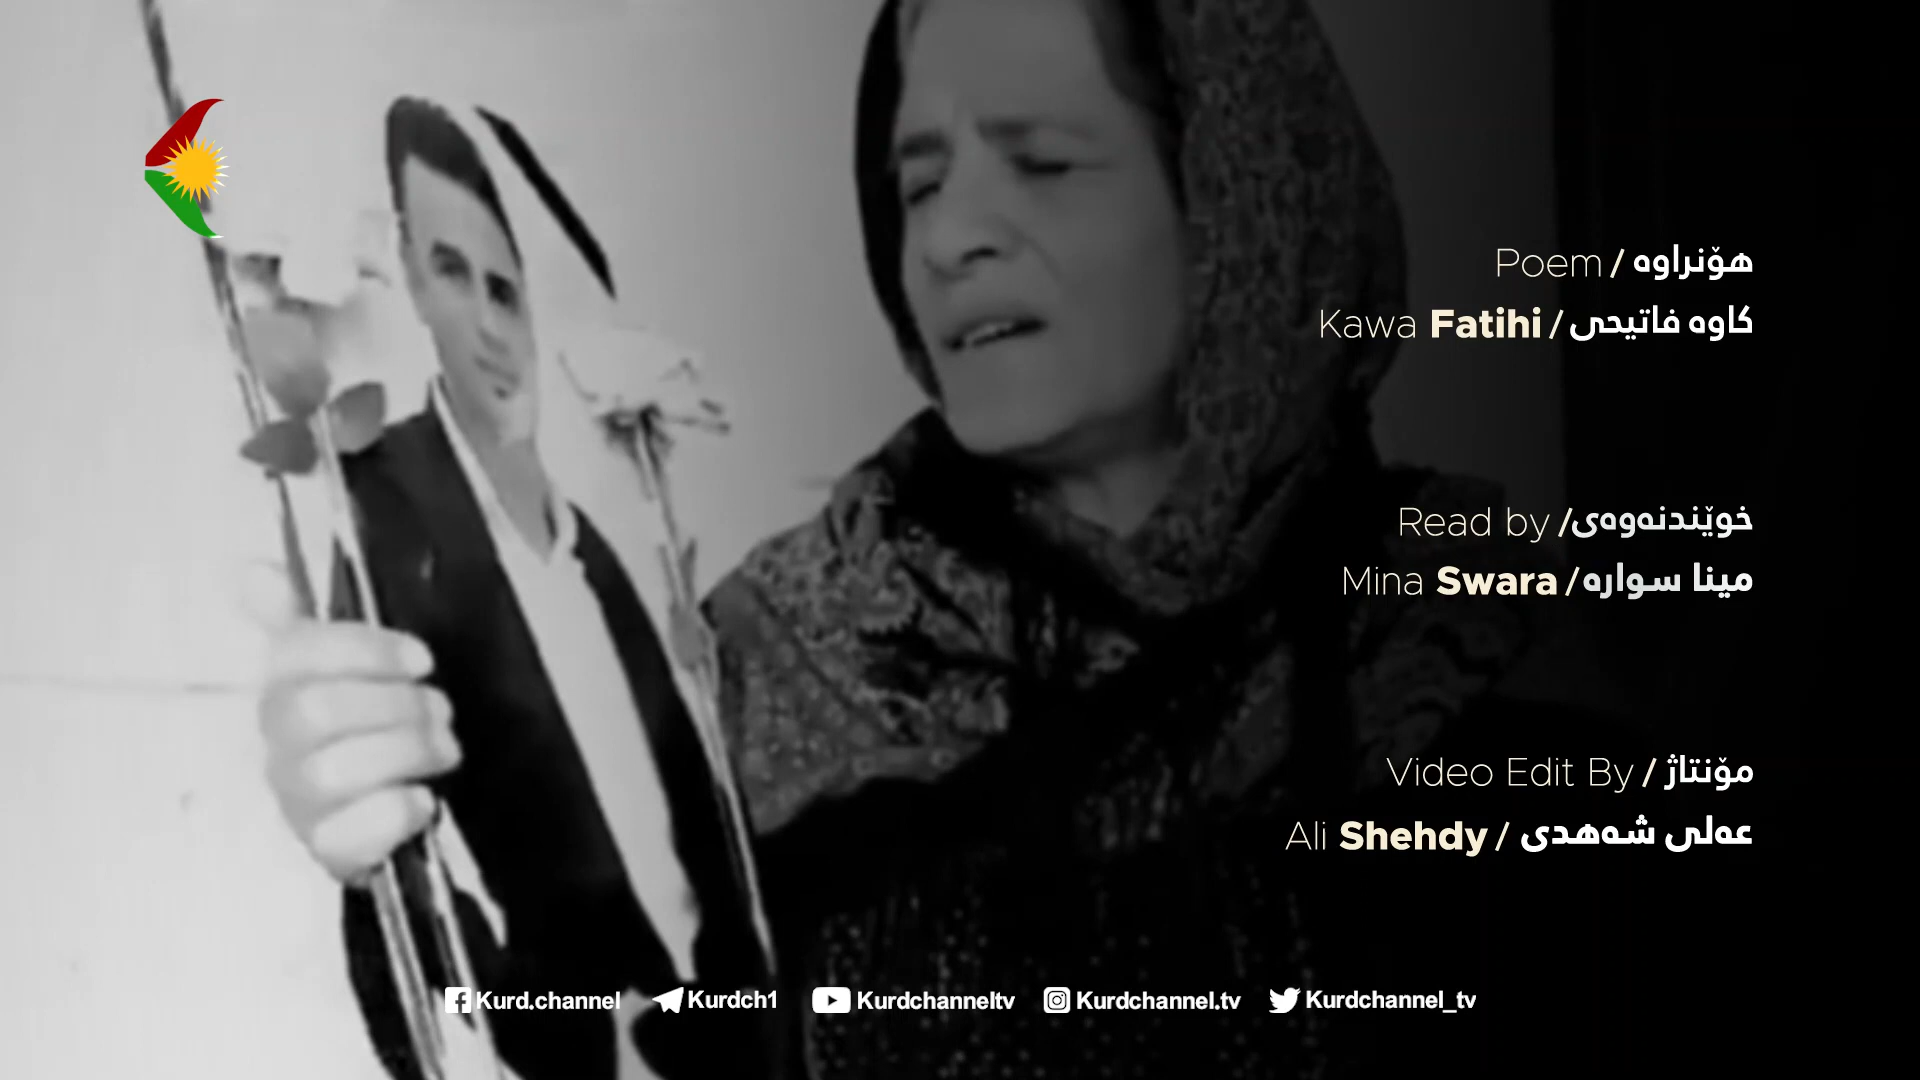 Poem / هۆنراوە
Kawa Fatihi / کاوە فاتیحی
Read by /خوێندنەوەی
Mina Swara /مینا سوارە
Video Edit By / مۆنتاژ
Ali Shehdy / عەلی شەهدی
Kurd.channel Kurdch1 Kurdchanneltv Kurdchannel.tv Kurdchannel_tv